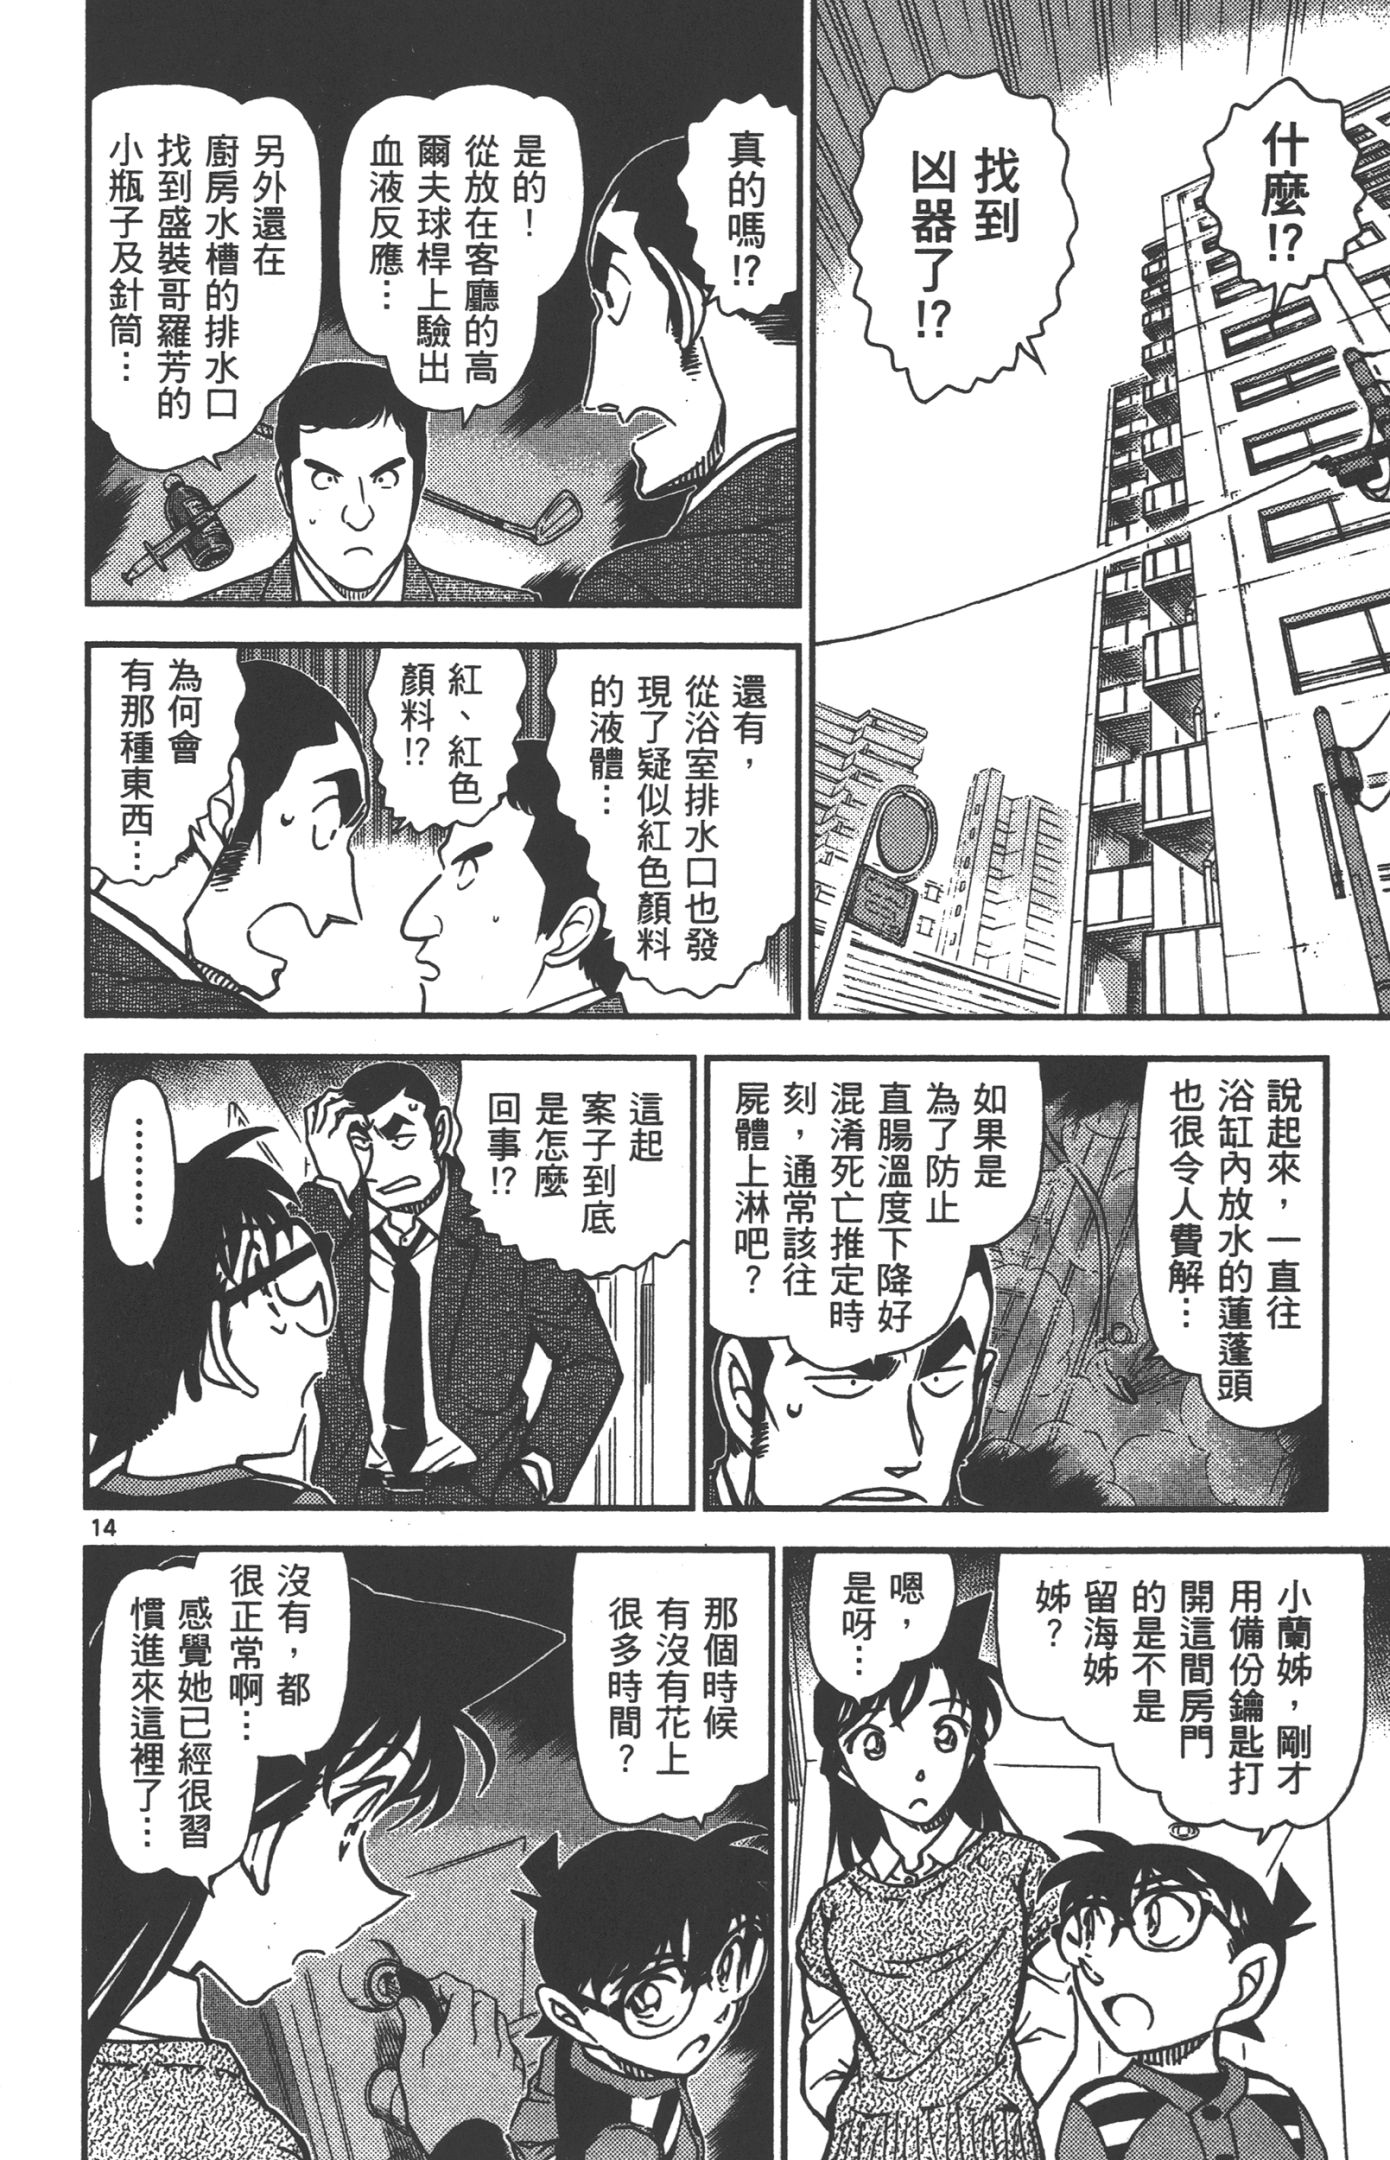 什麼!?
找到
凶器了!?
真的嗎!?
是的！
從放在客廳的高
爾夫球桿上驗出
血液反應…
另外還在
廚房水槽的排水口
找到盛裝哥羅芳的
小瓶子及針筒…
還有，
從浴室排水口也發
現了疑似紅色顏料
的液體…
紅、紅色
顏料!?
為何會
有那種東西…
說起來，一直往
浴缸內放水的蓮蓬頭
也很令人費解…
如果是
為了防止
直腸溫度下降好
混淆死亡推定時
刻，通常該往
屍體上淋吧？
這起
案子到底
是怎麼
回事!?
………
14
小蘭姊，剛才
用備份鑰匙打
開這間房門
的是不是
留海姊
姊？
嗯，
是呀…
那個時候
有沒有花上
很多時間？
沒有，都
很正常啊…
感覺她已經很習
慣進來這裡了…